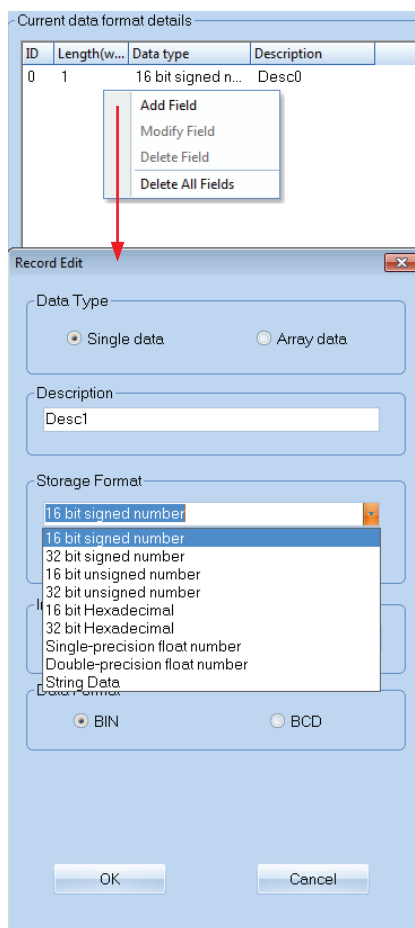 Current data format details
ID Length(w... Data type Description
0 1 16 bit signed n... Desc0
Add Field
Modify Field
Delete Field
Delete All Fields
Record Edit
Data Type
Single data Array data
Description
Desc1
Storage Format
16 bit signed number
16 bit signed number
32 bit signed number
16 bit unsigned number
32 bit unsigned number
16 bit Hexadecimal
32 bit Hexadecimal
Single-precision float number
Double-precision float number
String Data
Data Format
BIN BCD
OK Cancel